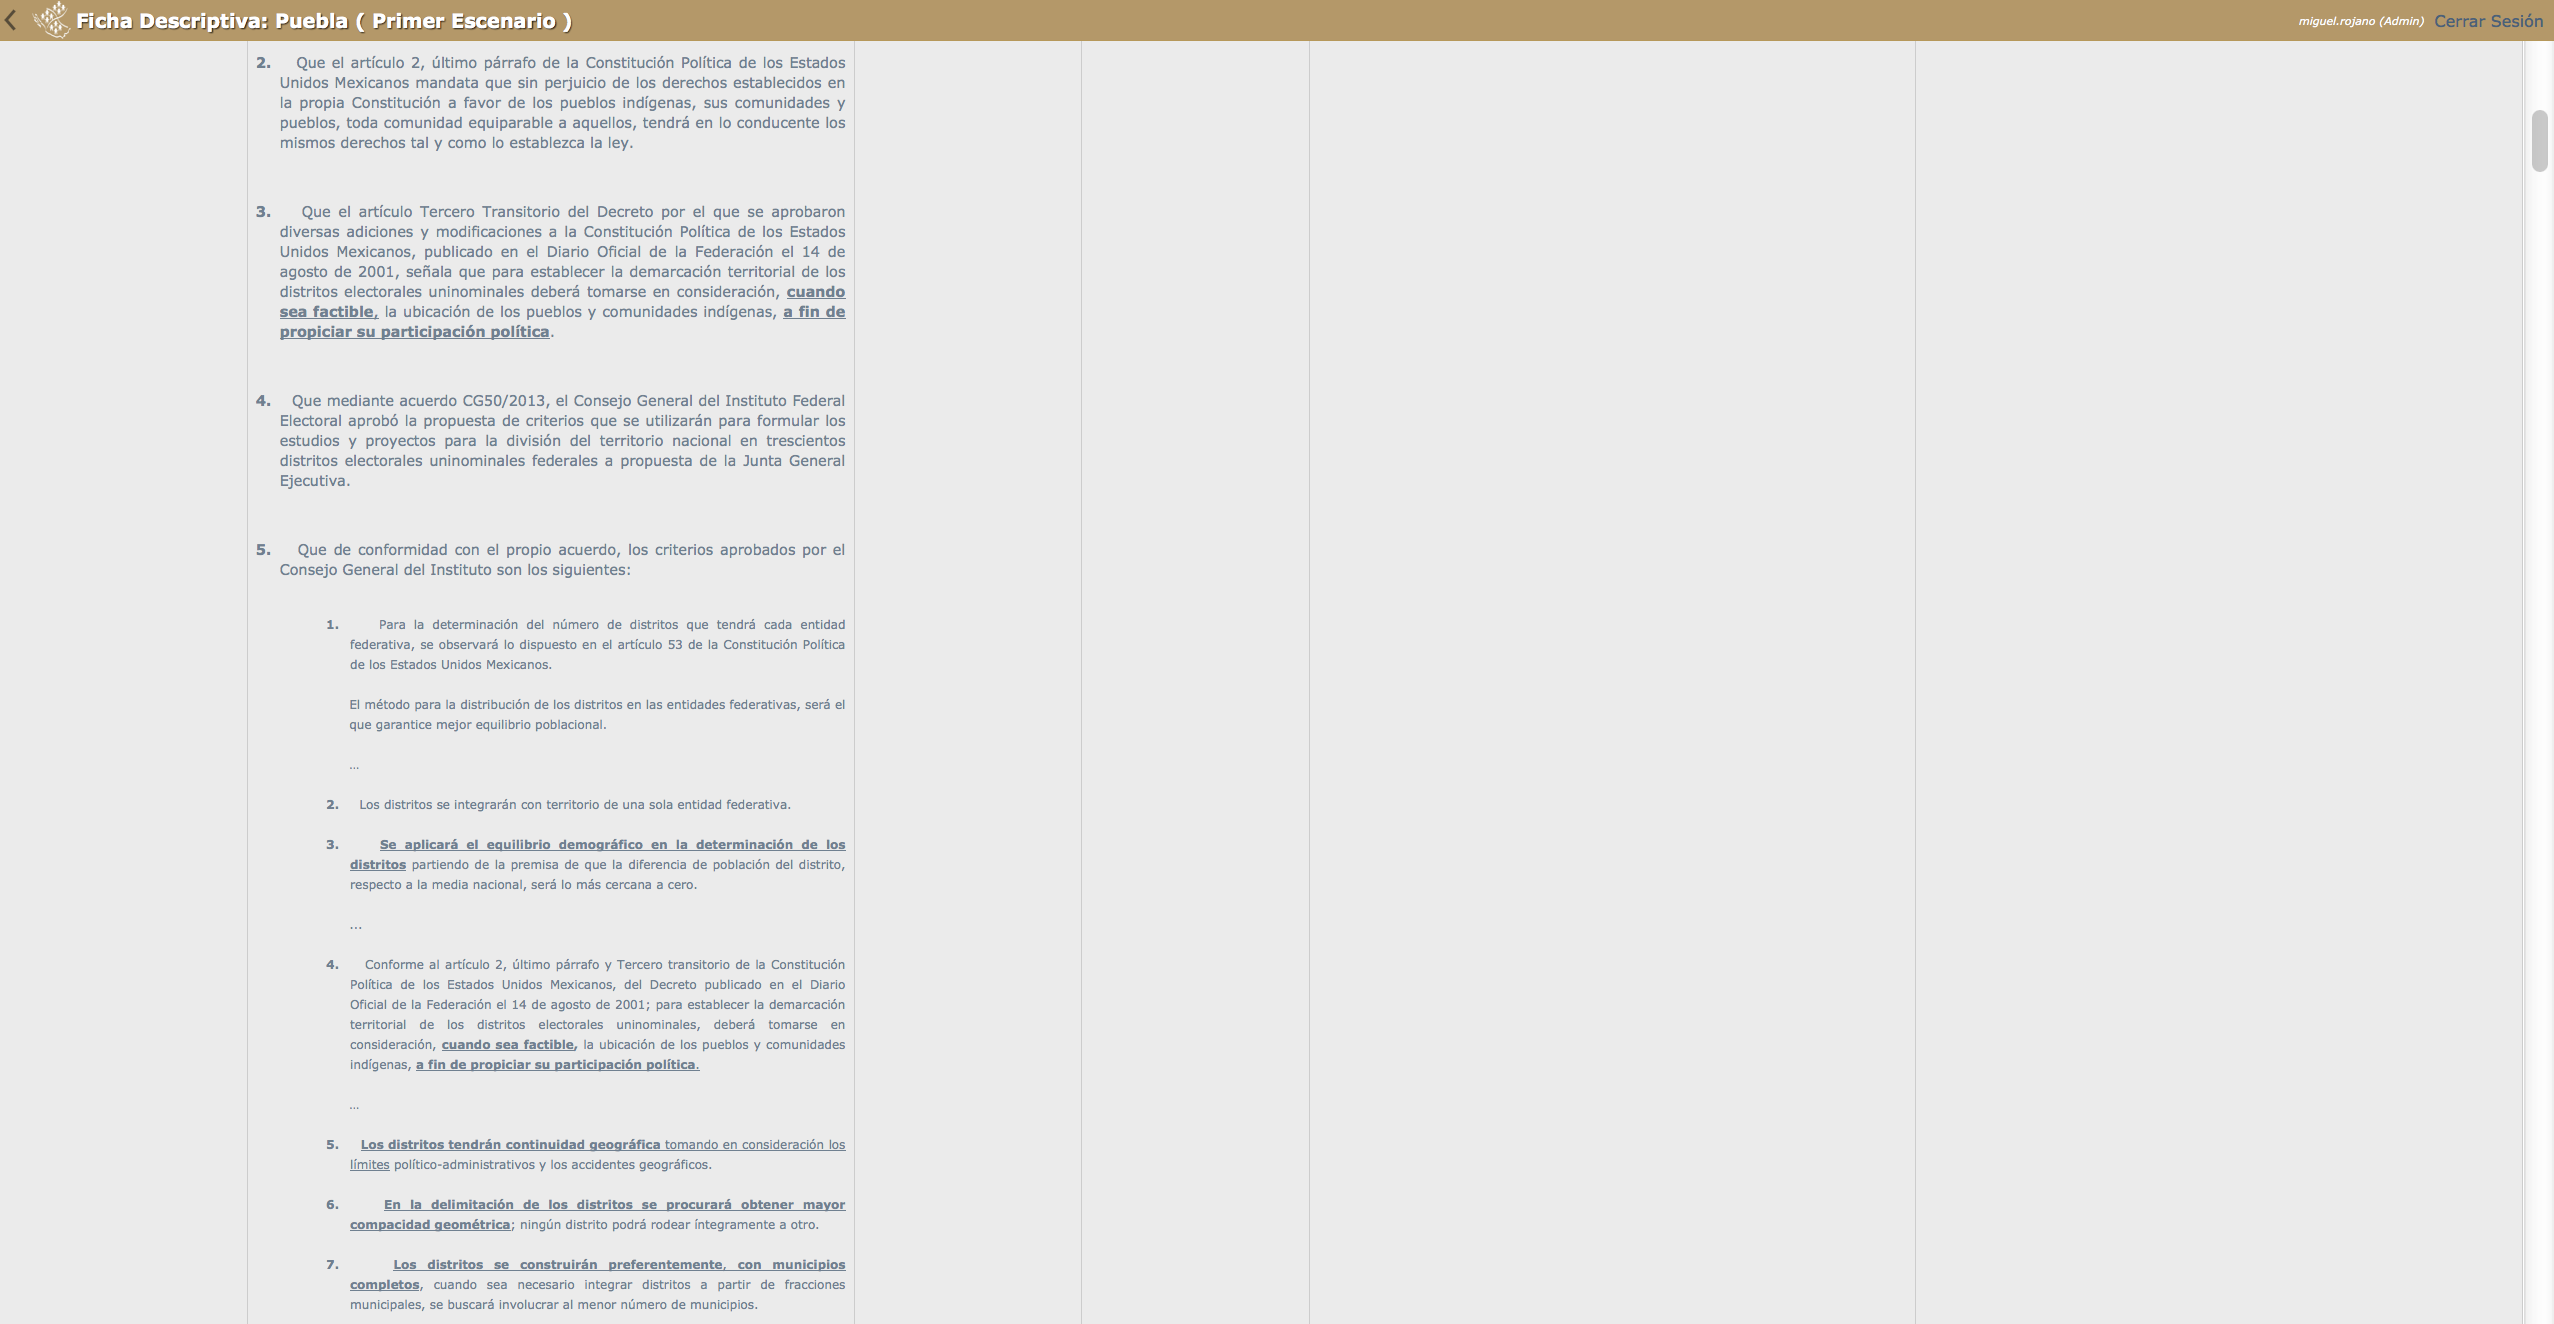 Ficha Descriptiva: Puebla ( Primer Escenario )
miguel.rojano (Admin) Cerrar Sesión
2. Que el artículo 2, último párrafo de la Constitución Política de los Estados
Unidos Mexicanos mandata que sin perjuicio de los derechos establecidos en
la propia Constitución a favor de los pueblos indígenas, sus comunidades y
pueblos, toda comunidad equiparable a aquellos, tendrá en lo conducente los
mismos derechos tal y como lo establezca la ley.
3. Que el artículo Tercero Transitorio del Decreto por el que se aprobaron
diversas adiciones y modificaciones a la Constitución Política de los Estados
Unidos Mexicanos, publicado en el Diario Oficial de la Federación el 14 de
agosto de 2001, señala que para establecer la demarcación territorial de los
distritos electorales uninominales deberá tomarse en consideración, cuando
sea factible, la ubicación de los pueblos y comunidades indígenas, a fin de
propiciar su participación política.
4. Que mediante acuerdo CG50/2013, el Consejo General del Instituto Federal
Electoral aprobó la propuesta de criterios que se utilizarán para formular los
estudios y proyectos para la división del territorio nacional en trescientos
distritos electorales uninominales federales a propuesta de la Junta General
Ejecutiva.
5. Que de conformidad con el propio acuerdo, los criterios aprobados por el
Consejo General del Instituto son los siguientes:
1. Para la determinación del número de distritos que tendrá cada entidad
federativa, se observará lo dispuesto en el artículo 53 de la Constitución Política
de los Estados Unidos Mexicanos.
El método para la distribución de los distritos en las entidades federativas, será el
que garantice mejor equilibrio poblacional.
...
2. Los distritos se integrarán con territorio de una sola entidad federativa.
3. Se aplicará el equilibrio demográfico en la determinación de los
distritos partiendo de la premisa de que la diferencia de población del distrito,
respecto a la media nacional, será lo más cercana a cero.
...
4. Conforme al artículo 2, último párrafo y Tercero transitorio de la Constitución
Política de los Estados Unidos Mexicanos, del Decreto publicado en el Diario
Oficial de la Federación el 14 de agosto de 2001; para establecer la demarcación
territorial de los distritos electorales uninominales, deberá tomarse en
consideración, cuando sea factible, la ubicación de los pueblos y comunidades
indígenas, a fin de propiciar su participación política.
...
5. Los distritos tendrán continuidad geográfica tomando en consideración los
límites político-administrativos y los accidentes geográficos.
6. En la delimitación de los distritos se procurará obtener mayor
compacidad geométrica; ningún distrito podrá rodear íntegramente a otro.
7. Los distritos se construirán preferentemente, con municipios
completos, cuando sea necesario integrar distritos a partir de fracciones
municipales, se buscará involucrar al menor número de municipios.